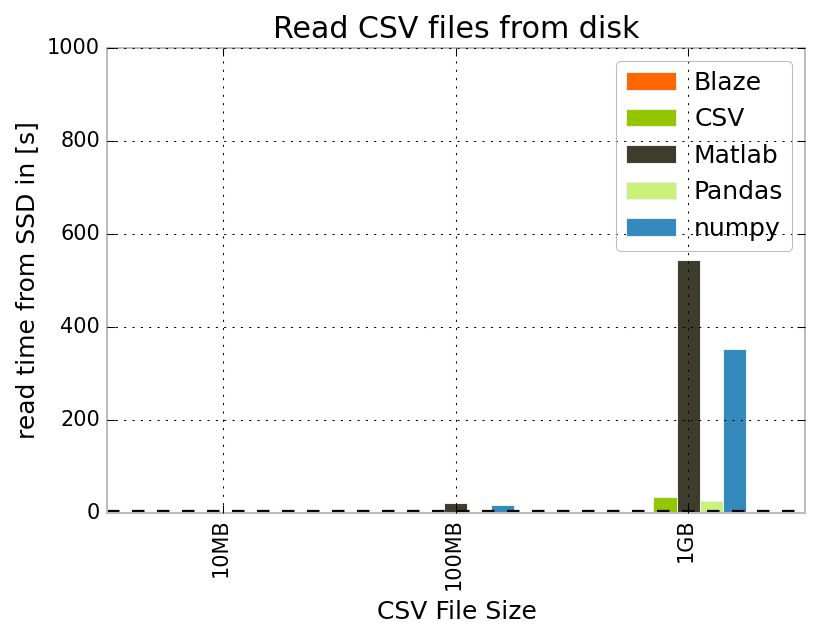 Read CSV files from disk
1000
800
600
400
200
0
read time from SSD in [s]
Blaze
CSV
Matlab
Pandas
numpy
10MB
100MB
1GB
CSV File Size